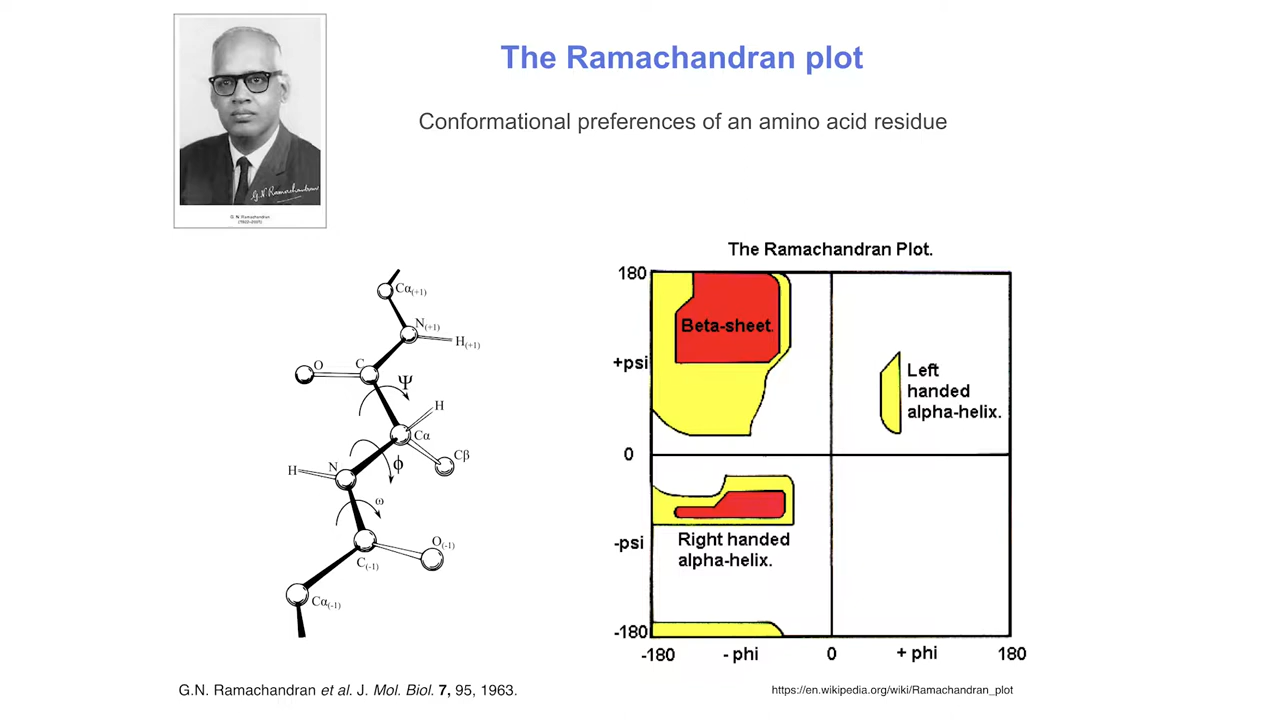 The Ramachandran plot
Conformational preferences of an amino acid residue
G.N. Ramachandran
G. N. Ramachandran
(1922-2001)
Cα(+1)
N(+1)
H(+1)
O
C
Ψ
H
Cα
Cβ
ϕ
H
N
ω
O(-1)
C(-1)
Cα(-1)
The Ramachandran Plot.
180
Beta-sheet.
+psi
Left
handed
alpha-helix.
0
-psi
Right handed
alpha-helix.
-180
-180
- phi
0
+ phi
180
G.N. Ramachandran et al. J. Mol. Biol. 7, 95, 1963.
https://en.wikipedia.org/wiki/Ramachandran_plot